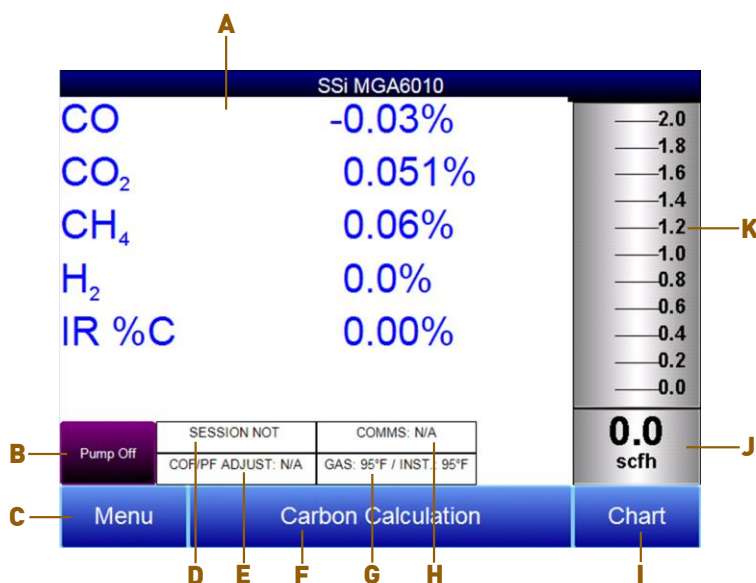 A
SSi MGA6010
CO -0.03%
CO₂ 0.051%
CH₄ 0.06%
H₂ 0.0%
IR %C 0.00%
2.0
1.8
1.6
1.4
1.2
K
1.0
0.8
0.6
0.4
0.2
0.0
B
Pump Off
SESSION NOT
COMMS: N/A
COF/PF ADJUST: N/A
GAS: 95°F / INST.: 95°F
0.0
scfh
J
C
Menu
Carbon Calculation
Chart
D
E
F
G
H
I